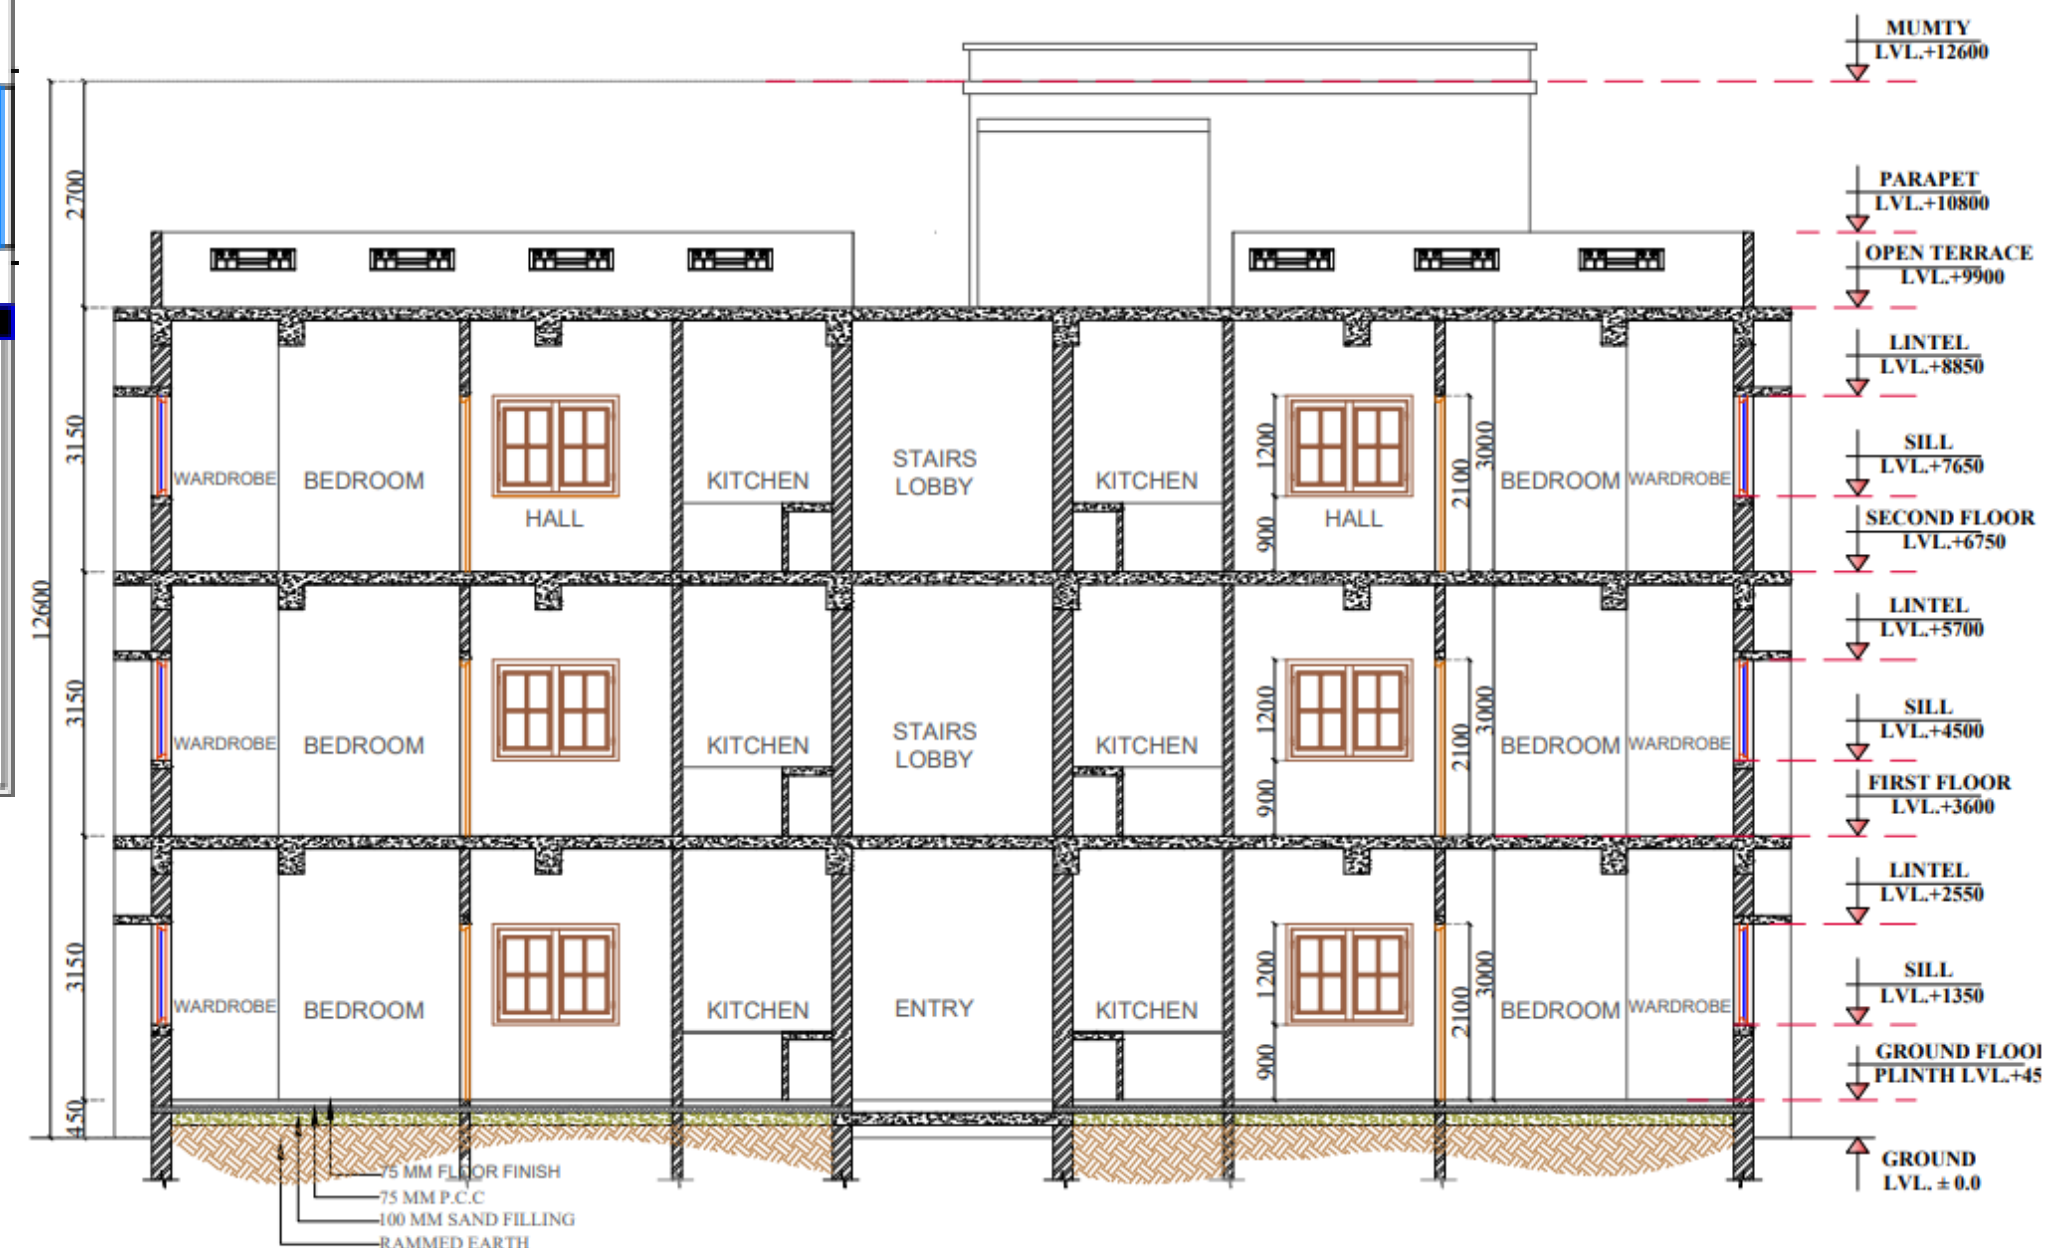 MUMTY
LVL.+12600
PARAPET
LVL.+10800
OPEN TERRACE
LVL.+9900
LINTEL
LVL.+8850
SILL
LVL.+7650
SECOND FLOOR
LVL.+6750
LINTEL
LVL.+5700
SILL
LVL.+4500
FIRST FLOOR
LVL.+3600
LINTEL
LVL.+2550
SILL
LVL.+1350
GROUND FLOO
PLINTH LVL.+45
GROUND
LVL. ± 0.0
12600
2700
3150
3150
3150
450
WARDROBE
BEDROOM
HALL
KITCHEN
STAIRS
LOBBY
KITCHEN
HALL
1200
900
2100
3000
BEDROOM
WARDROBE
WARDROBE
BEDROOM
KITCHEN
STAIRS
LOBBY
KITCHEN
1200
900
2100
3000
BEDROOM
WARDROBE
WARDROBE
BEDROOM
KITCHEN
ENTRY
KITCHEN
1200
900
2100
3000
BEDROOM
WARDROBE
75 MM FLOOR FINISH
75 MM P.C.C
100 MM SAND FILLING
RAMMED EARTH